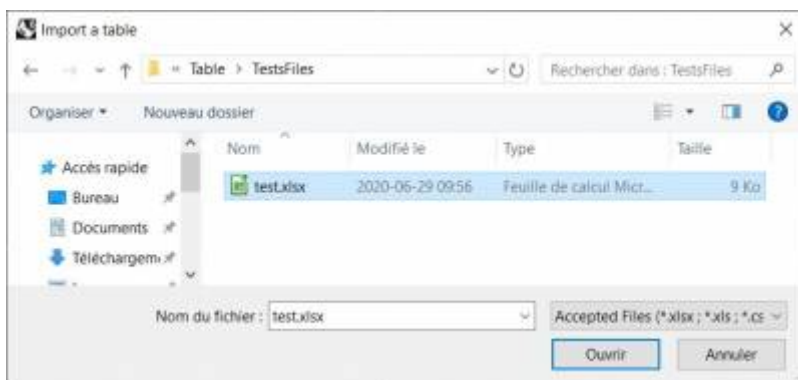 Import a table
« Table > TestsFiles
Rechercher dans : TestsFiles
Organiser
Nouveau dossier
Nom
Modifié le
Type
Taille
Accès rapide
Bureau
Documents
Téléchargem
test.xlsx
2020-06-29 09:56
Feuille de calcul Micr...
9 Ko
Nom du fichier : test.xlsx
Accepted Files (*.xlsx ; *.xls ; *.cs
Ouvrir
Annuler